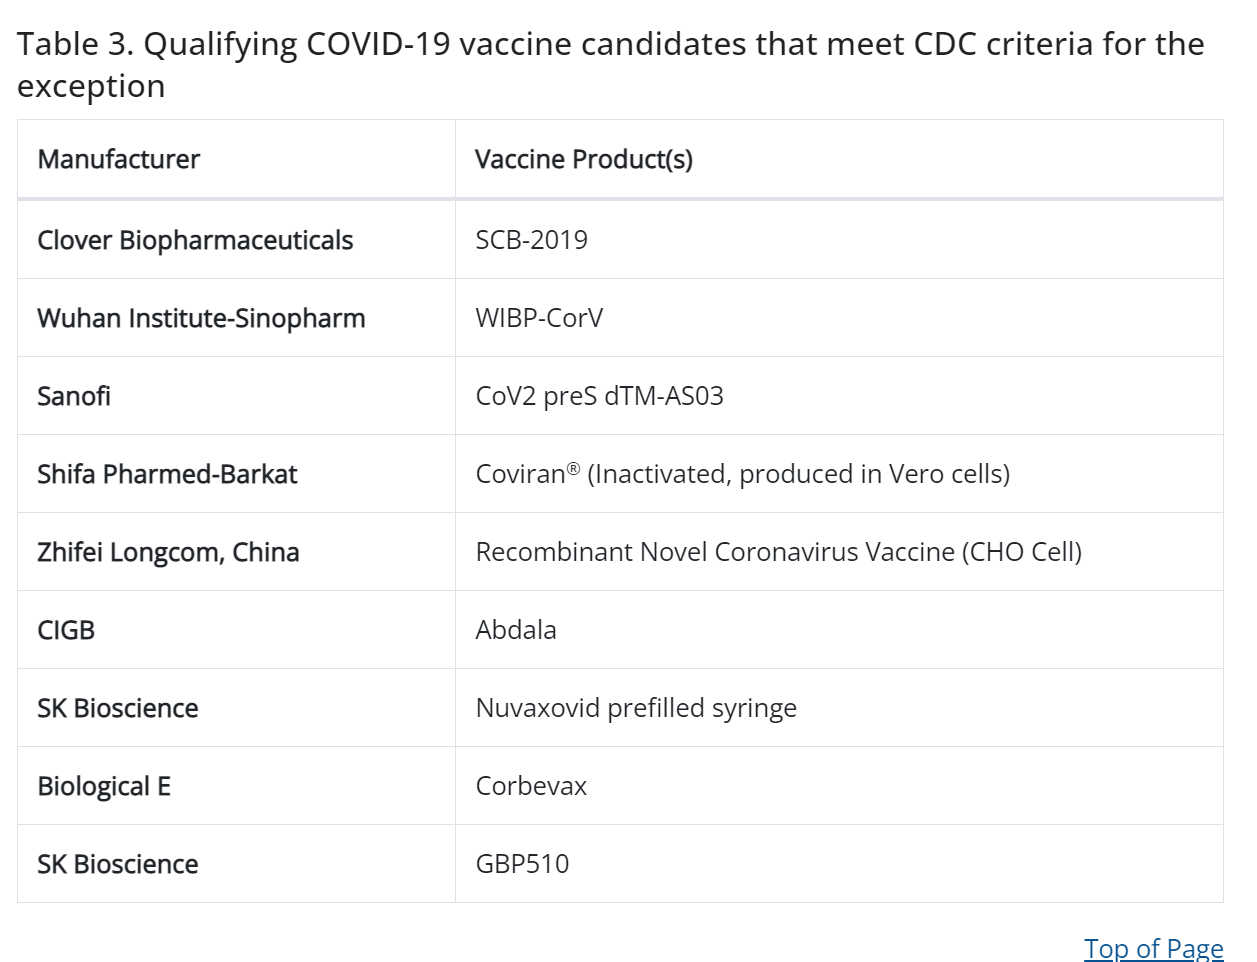 Table 3. Qualifying COVID-19 vaccine candidates that meet CDC criteria for the
exception
Manufacturer Vaccine Product(s)
Clover Biopharmaceuticals SCB-2019
Wuhan Institute-Sinopharm WIBP-CorV
Sanofi CoV2 preS dTM-AS03
Shifa Pharmed-Barkat Coviran® (Inactivated, produced in Vero cells)
Zhifei Longcom, China Recombinant Novel Coronavirus Vaccine (CHO Cell)
CIGB Abdala
SK Bioscience Nuvaxovid prefilled syringe
Biological E Corbevax
SK Bioscience GBP510
Top of Page